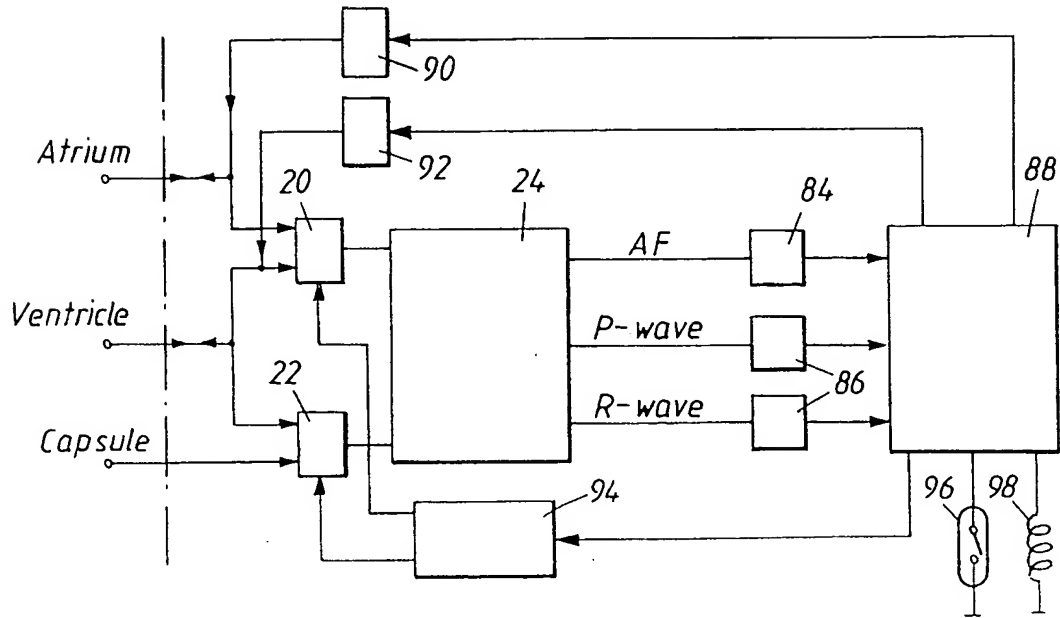 90
92
Atrium
20
24
84
88
AF
Ventricle
P-wave
22
86
R-wave
Capsule
94
96
98